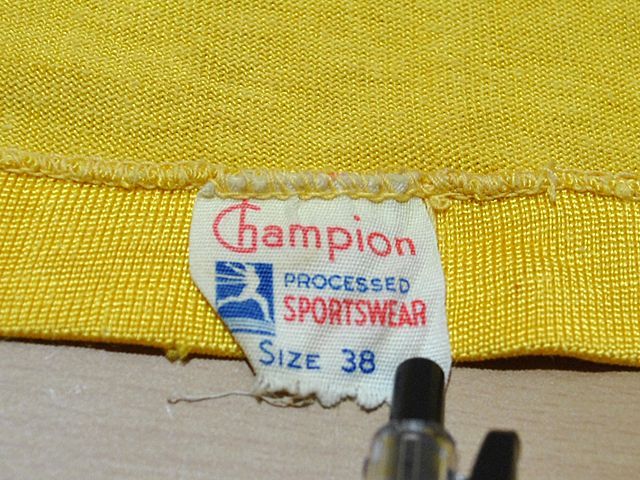 Champion
PROCESSED
SPORTSWEAR
SIZE 38